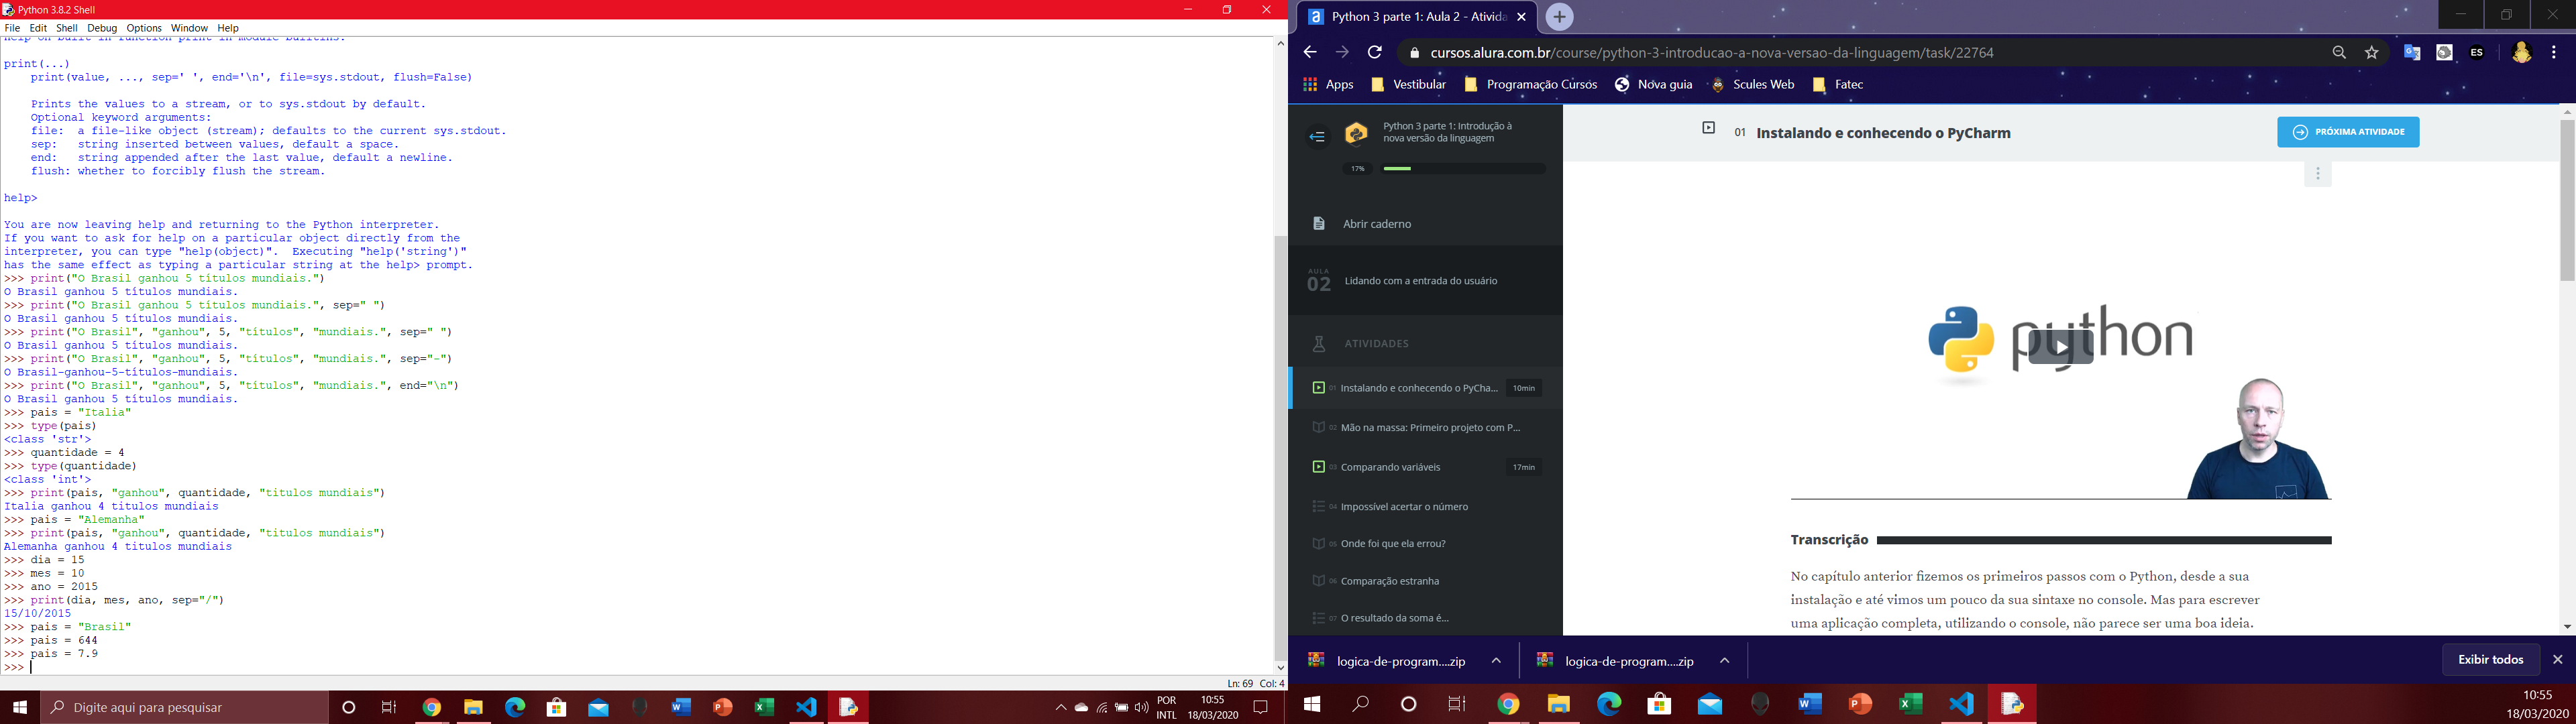 Python 3.8.2 Shell
File Edit Shell Debug Options Window Help
Help on built-in function print in module builtins:
print(...)
    print(value, ..., sep=' ', end='\n', file=sys.stdout, flush=False)
    Prints the values to a stream, or to sys.stdout by default.
    Optional keyword arguments:
    file:  a file-like object (stream); defaults to the current sys.stdout.
    sep:   string inserted between values, default a space.
    end:   string appended after the last value, default a newline.
    flush: whether to forcibly flush the stream.
help>
You are now leaving help and returning to the Python interpreter.
If you want to ask for help on a particular object directly from the
interpreter, you can type "help(object)".  Executing "help('string')"
has the same effect as typing a particular string at the help> prompt.
>>> print("O Brasil ganhou 5 títulos mundiais.")
O Brasil ganhou 5 títulos mundiais.
>>> print("O Brasil ganhou 5 títulos mundiais.", sep=" ")
O Brasil ganhou 5 títulos mundiais.
>>> print("O Brasil", "ganhou", 5, "títulos", "mundiais.", sep=" ")
O Brasil ganhou 5 títulos mundiais.
>>> print("O Brasil", "ganhou", 5, "títulos", "mundiais.", sep="-")
O Brasil-ganhou-5-títulos-mundiais.
>>> print("O Brasil", "ganhou", 5, "títulos", "mundiais.", end="\n")
O Brasil ganhou 5 títulos mundiais.
>>> pais = "Italia"
>>> type(pais)
<class 'str'>
>>> quantidade = 4
>>> type(quantidade)
<class 'int'>
>>> print(pais, "ganhou", quantidade, "titulos mundiais")
Italia ganhou 4 titulos mundiais
>>> pais = "Alemanha"
>>> print(pais, "ganhou", quantidade, "titulos mundiais")
Alemanha ganhou 4 titulos mundiais
>>> dia = 15
>>> mes = 10
>>> ano = 2015
>>> print(dia, mes, ano, sep="/")
15/10/2015
>>> pais = "Brasil"
>>> pais = 644
>>> pais = 7.9
>>>
Ln: 69 Col: 4
Digite aqui para pesquisar
POR
INTL
10:55
18/03/2020
Python 3 parte 1: Aula 2 - Ativida
cursos.alura.com.br/course/python-3-introducao-a-nova-versao-da-linguagem/task/22764
ES
Apps Vestibular Programação Cursos Nova guia Scules Web Fatec
Python 3 parte 1: Introdução à
nova versão da linguagem
17%
Abrir caderno
AULA
02
Lidando com a entrada do usuário
ATIVIDADES
01 Instalando e conhecendo o PyCha... 10min
02 Mão na massa: Primeiro projeto com P...
03 Comparando variáveis 17min
04 Impossível acertar o número
05 Onde foi que ela errou?
06 Comparação estranha
07 O resultado da soma é...
01 Instalando e conhecendo o PyCharm
PRÓXIMA ATIVIDADE
python
Transcrição
No capítulo anterior fizemos os primeiros passos com o Python, desde a sua
instalação e até vimos um pouco da sua sintaxe no console. Mas para escrever
uma aplicação completa, utilizando o console, não parece ser uma boa ideia.
logica-de-program....zip
logica-de-program....zip
Exibir todos
10:55
18/03/2020